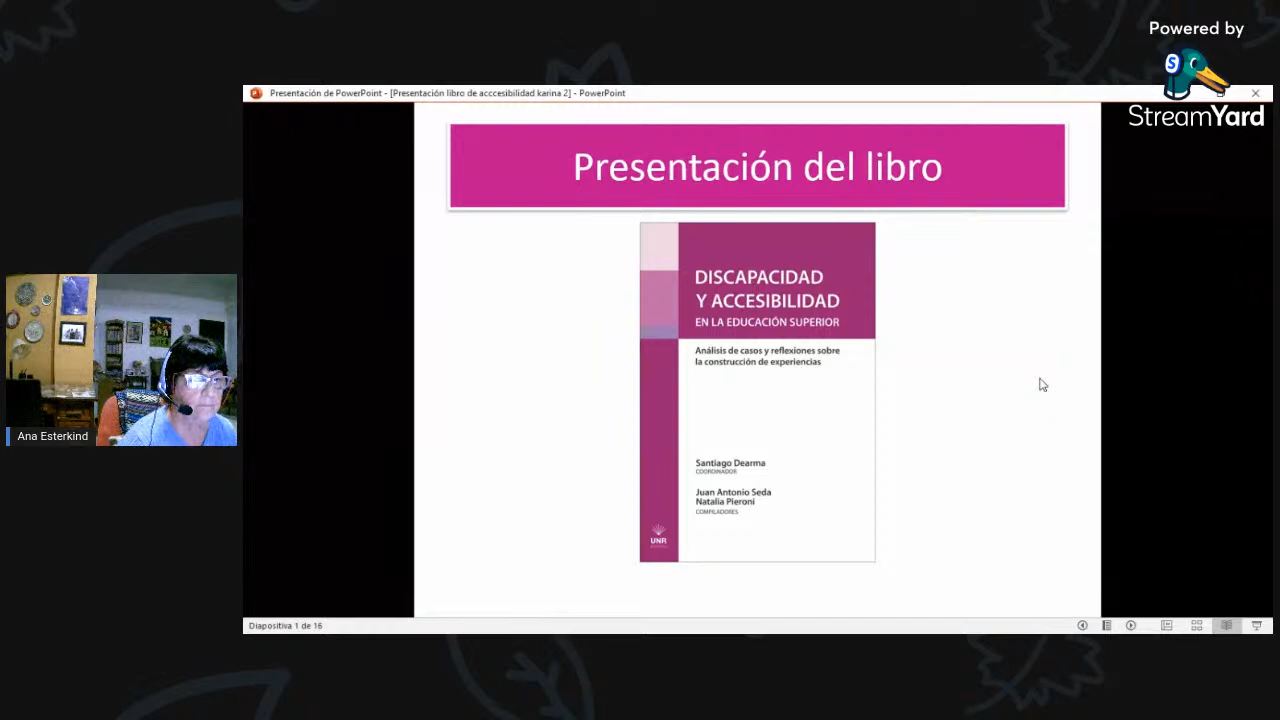 Powered by
StreamYard
Presentación de PowerPoint - [Presentación libro de acccesibilidad karina 2] - PowerPoint
Presentación del libro
DISCAPACIDAD
Y ACCESIBILIDAD
EN LA EDUCACIÓN SUPERIOR
Análisis de casos y reflexiones sobre
la construcción de experiencias
Santiago Dearma
COORDINADOR
Juan Antonio Seda
Natalia Pieroni
COMPILADORES
UNR
Ana Esterkind
Diapositiva 1 de 16